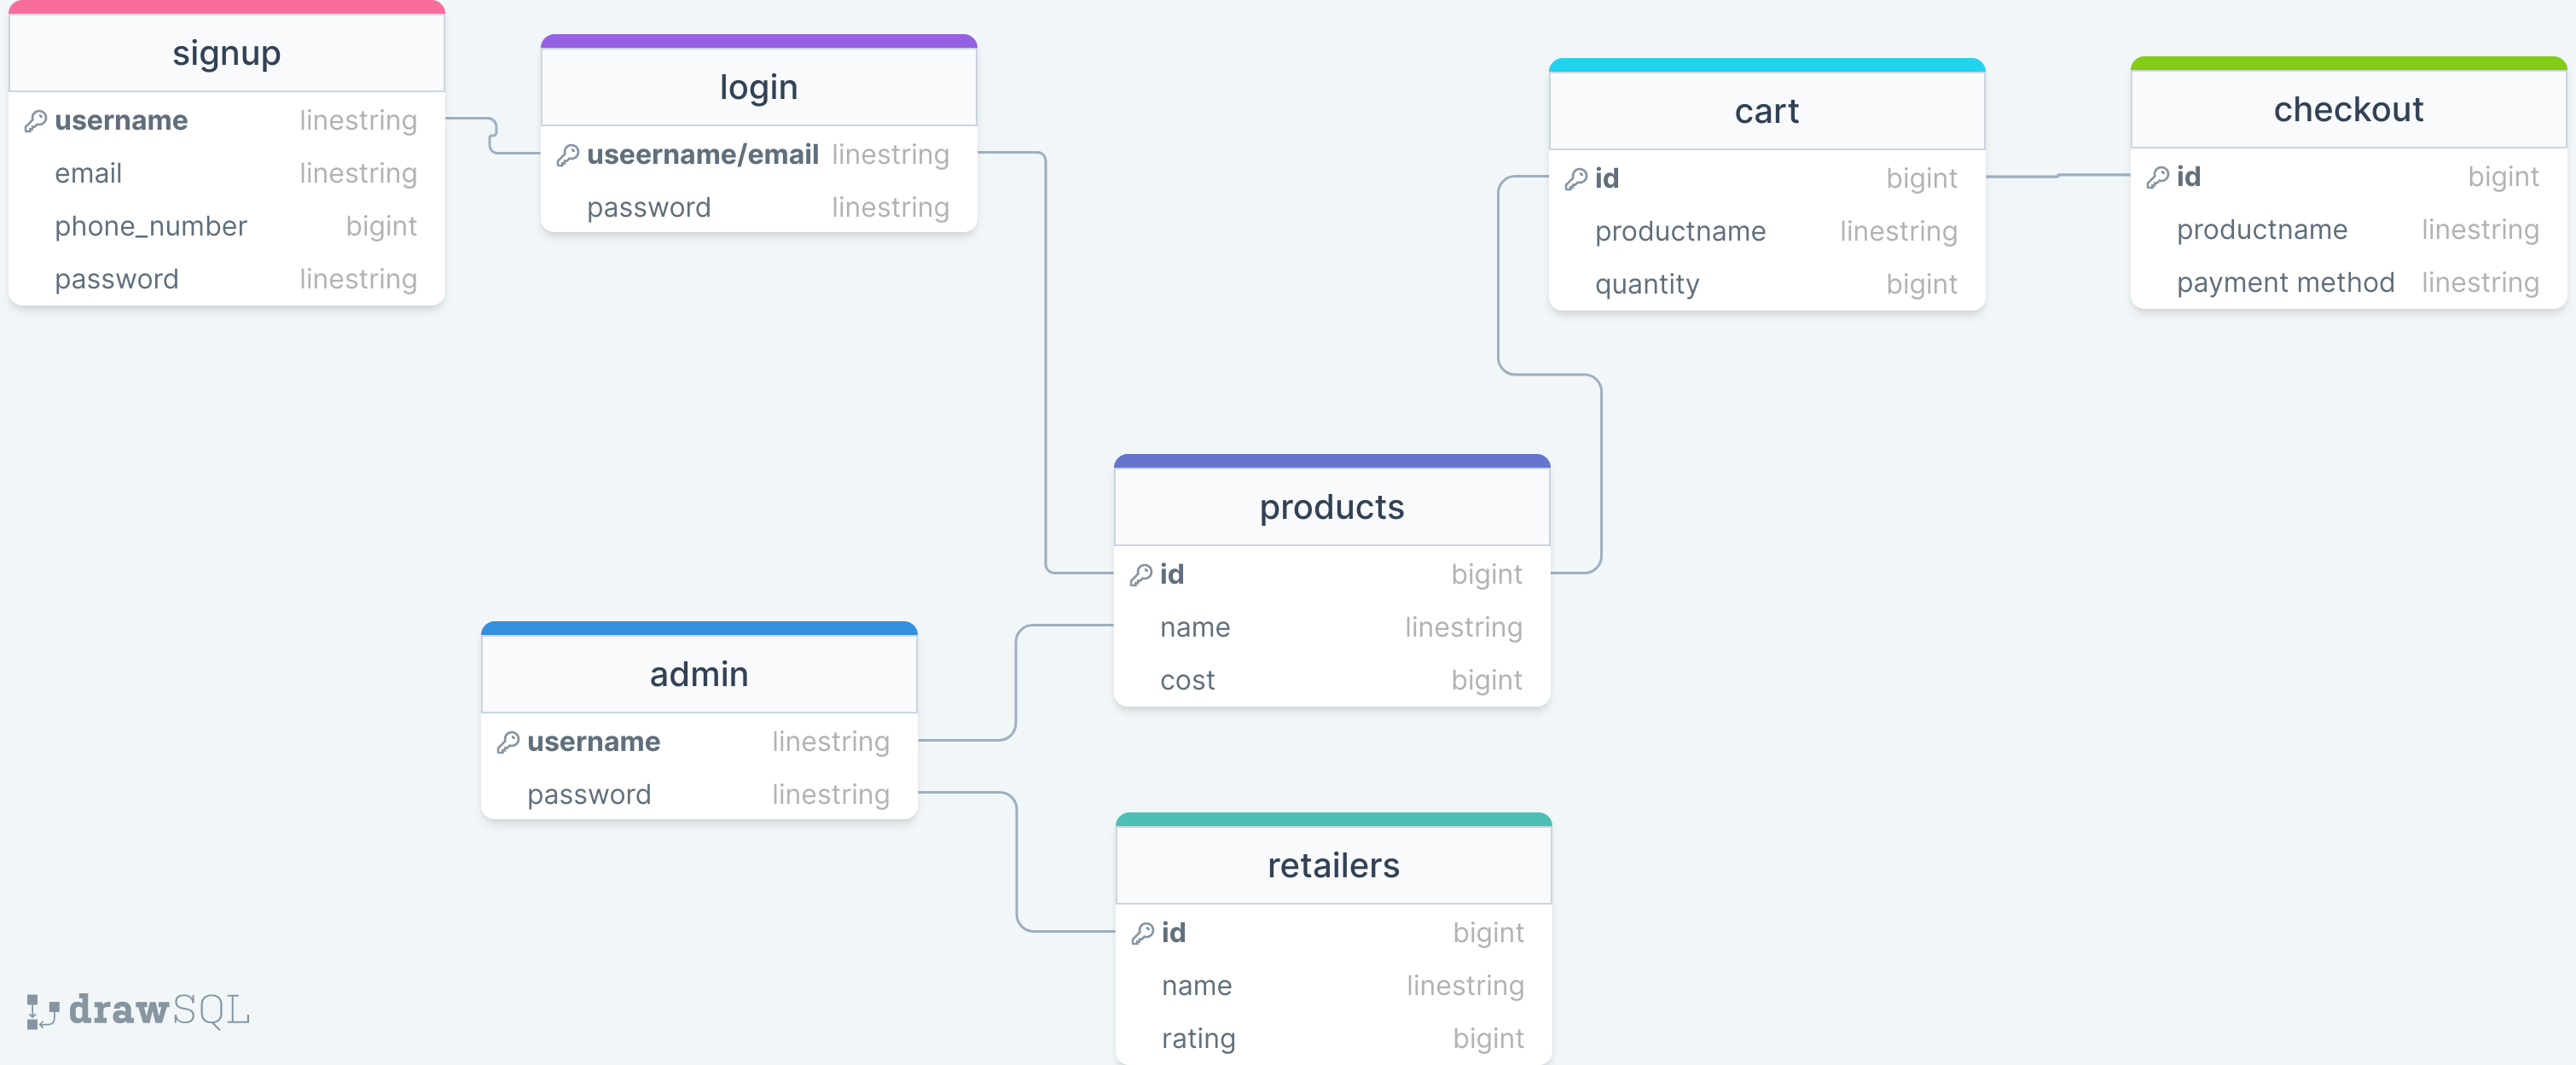 signup
username linestring
email linestring
phone_number bigint
password linestring
login
useername/email linestring
password linestring
cart
id bigint
productname linestring
quantity bigint
checkout
id bigint
productname linestring
payment method linestring
products
id bigint
name linestring
cost bigint
admin
username linestring
password linestring
retailers
id bigint
name linestring
rating bigint
drawSQL